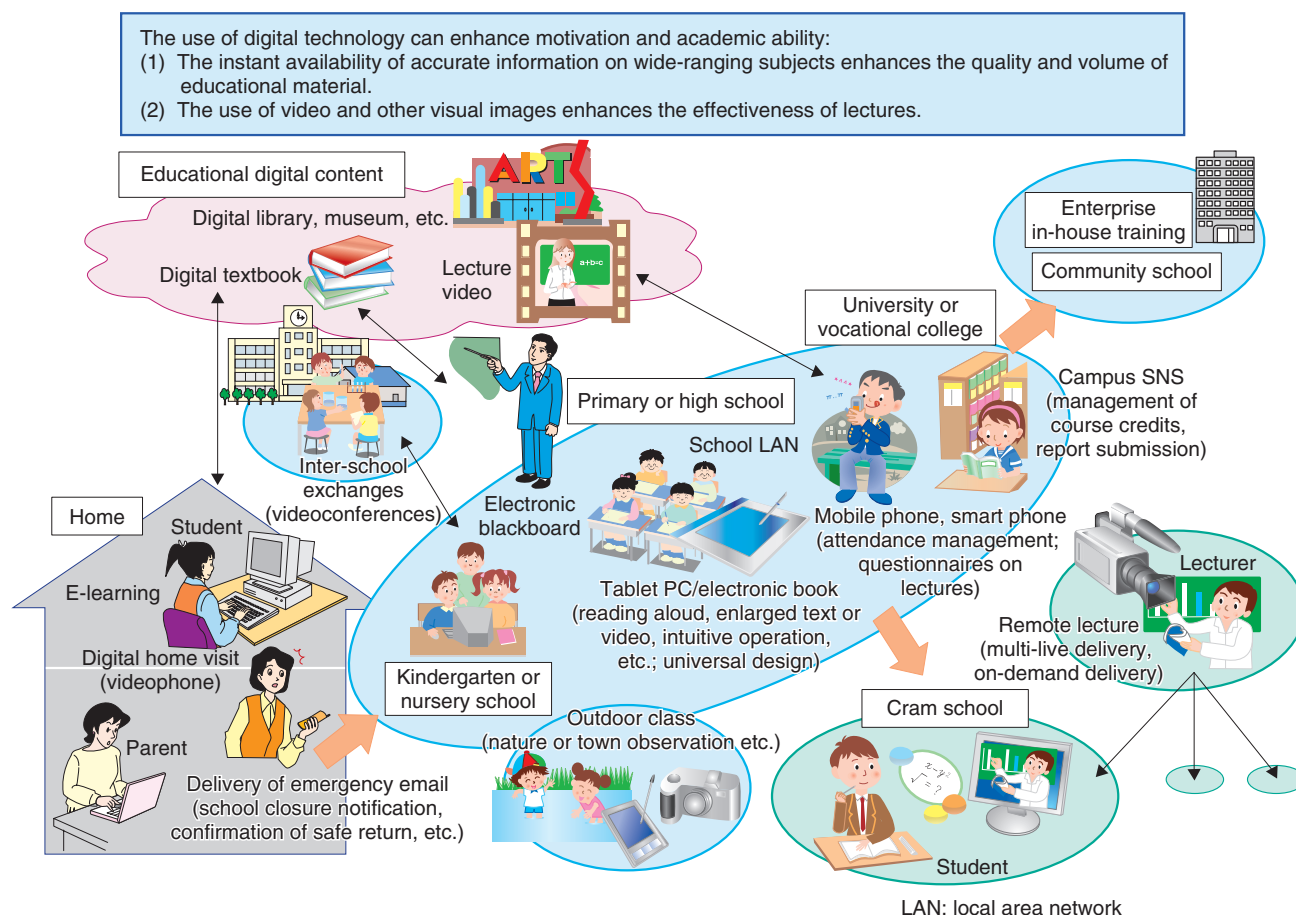 The use of digital technology can enhance motivation and academic ability:
(1) The instant availability of accurate information on wide-ranging subjects enhances the quality and volume of
educational material.
(2) The use of video and other visual images enhances the effectiveness of lectures.
Educational digital content
ART
Digital library, museum, etc.
Digital textbook
Lecture
video
a+b=c
Enterprise
in-house training
Community school
University or
vocational college
Campus SNS
(management of
course credits,
report submission)
Primary or high school
School LAN
Inter-school
exchanges
(videoconferences)
Electronic
blackboard
Mobile phone, smart phone
(attendance management;
questionnaires on
lectures)
Tablet PC/electronic book
(reading aloud, enlarged text or
video, intuitive operation,
etc.; universal design)
Home
Student
E-learning
Digital home visit
(videophone)
Parent
Delivery of emergency email
(school closure notification,
confirmation of safe return, etc.)
Kindergarten or
nursery school
Outdoor class
(nature or town observation etc.)
Lecturer
Remote lecture
(multi-live delivery,
on-demand delivery)
Cram school
Student
LAN: local area network